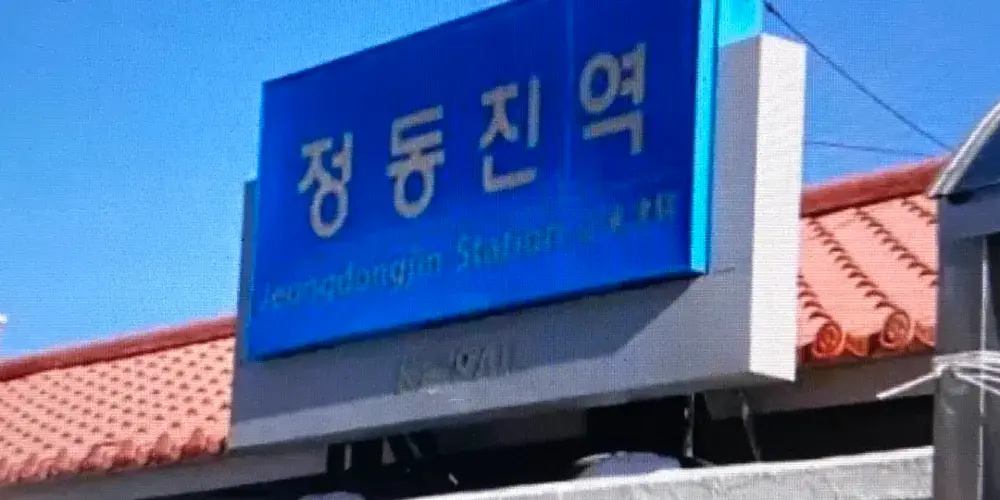 정동진역
Jeongdongjin Station